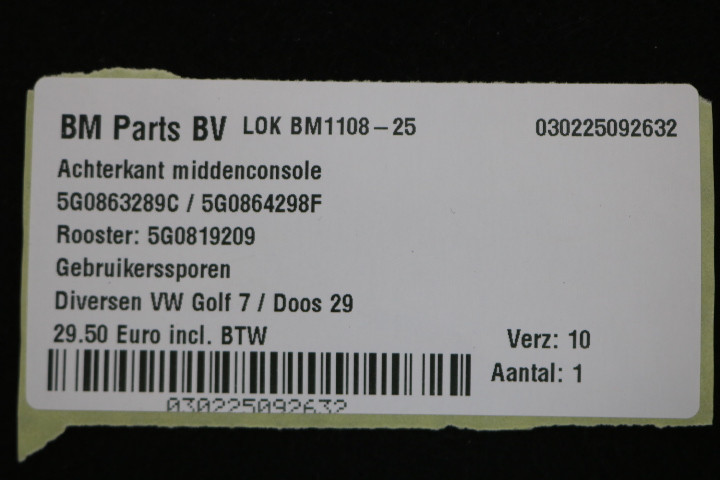 BM Parts BV LOK BM1108-25 030225092632
Achterkant middenconsole
5G0863289C / 5G0864298F
Rooster: 5G0819209
Gebruikerssporen
Diversen VW Golf 7 / Doos 29
29.50 Euro incl. BTW Verz: 10
Aantal: 1
030225092632